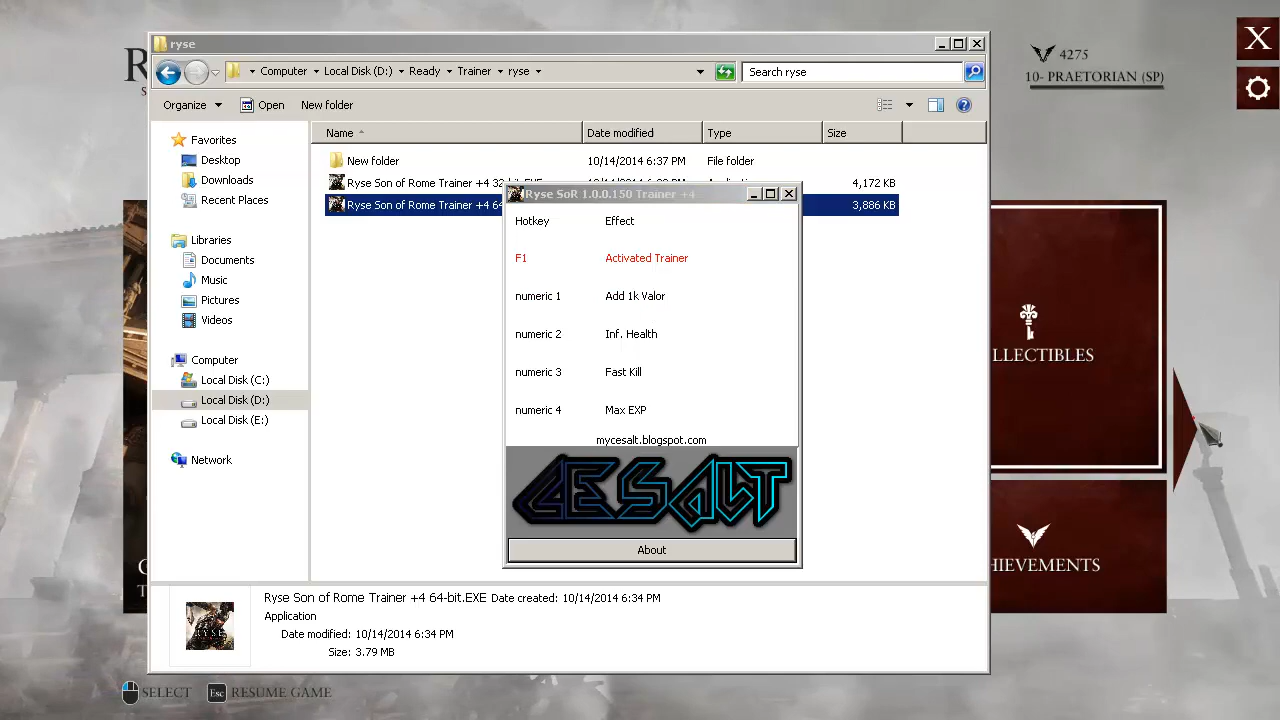 R
4275
10- PRAETORIAN (SP)
X
ryse
Computer Local Disk (D:) Ready Trainer ryse
Search ryse
Organize Open New folder
Favorites
Desktop
Downloads
Recent Places
Libraries
Documents
Music
Pictures
Videos
Computer
Local Disk (C:)
Local Disk (D:)
Local Disk (E:)
Network
Name Date modified Type Size
New folder 10/14/2014 6:37 PM File folder
Ryse Son of Rome Trainer +4 32 4,172 KB
Ryse Son of Rome Trainer +4 64 3,886 KB
Ryse SoR 1.0.0.150 Trainer +4
Hotkey Effect
F1 Activated Trainer
numeric 1 Add 1k Valor
numeric 2 Inf. Health
numeric 3 Fast Kill
numeric 4 Max EXP
mycesalt.blogspot.com
CESALT
About
LLECTIBLES
HIEVEMENTS
Ryse Son of Rome Trainer +4 64-bit.EXE Date created: 10/14/2014 6:34 PM
Application
Date modified: 10/14/2014 6:34 PM
Size: 3.79 MB
RYSE
SELECT Esc RESUME GAME